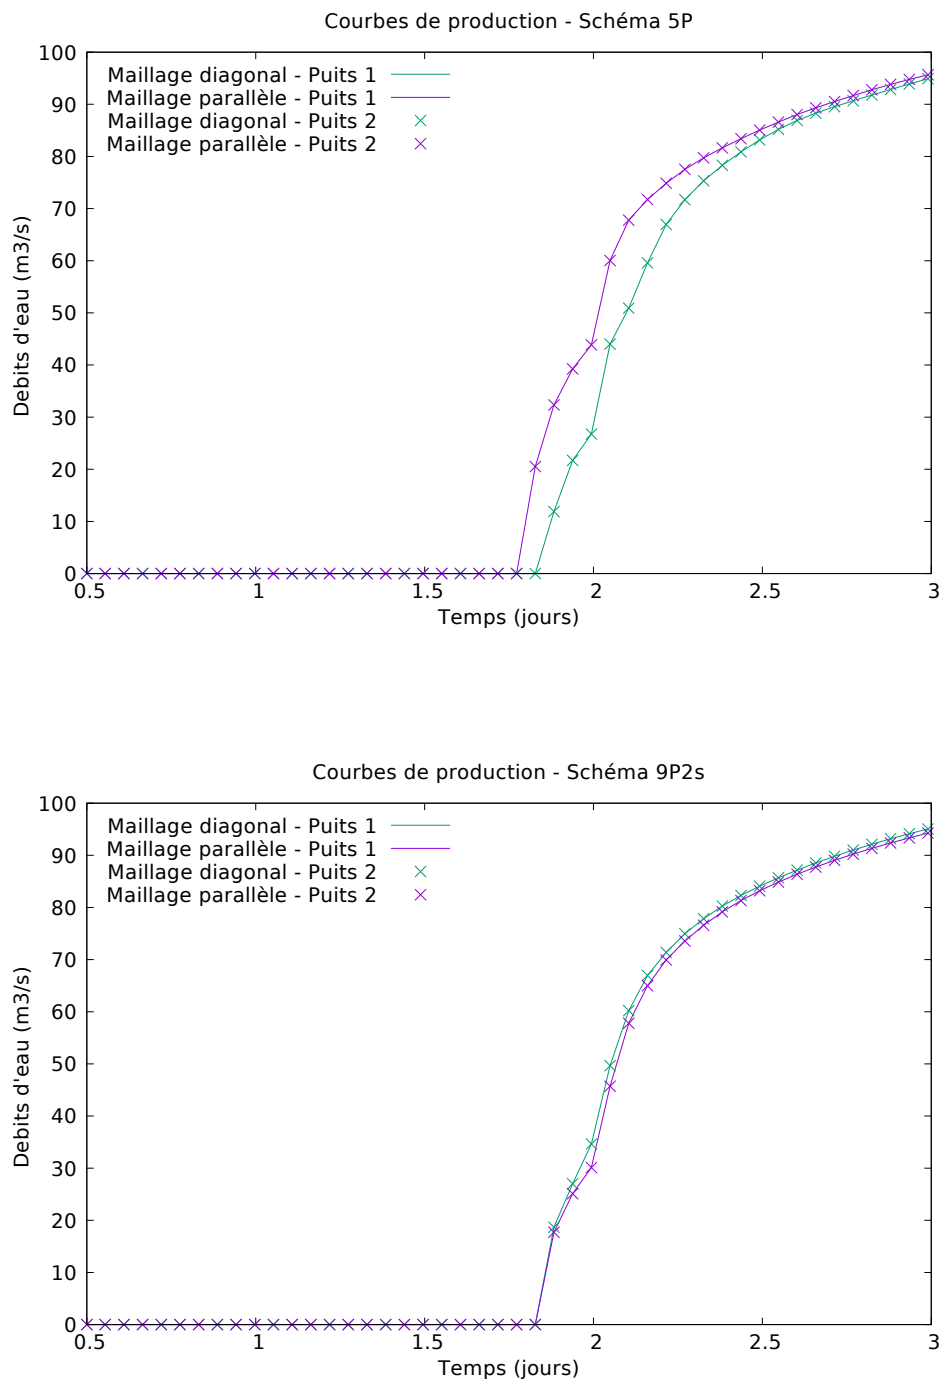 Courbes de production - Schéma 5P
100
90
80
70
60
50
40
30
20
10
0
Debits d'eau (m3/s)
Maillage diagonal - Puits 1
Maillage parallèle - Puits 1
Maillage diagonal - Puits 2
Maillage parallèle - Puits 2
0.5 1 1.5 2 2.5 3
Temps (jours)
Courbes de production - Schéma 9P2s
100
90
80
70
60
50
40
30
20
10
0
Debits d'eau (m3/s)
Maillage diagonal - Puits 1
Maillage parallèle - Puits 1
Maillage diagonal - Puits 2
Maillage parallèle - Puits 2
0.5 1 1.5 2 2.5 3
Temps (jours)